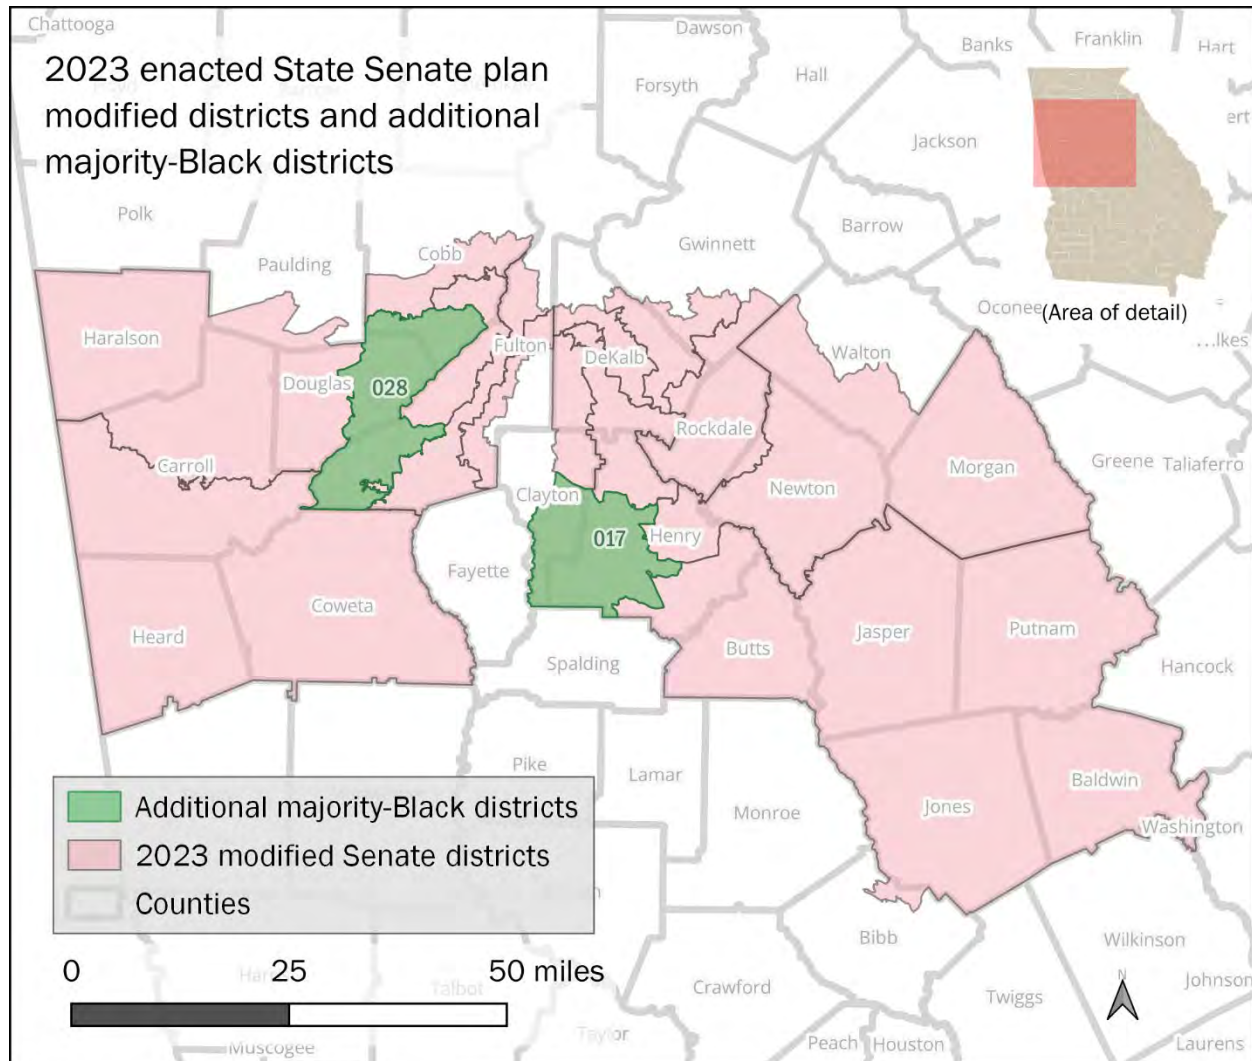 Chattooga
Dawson
Banks
Franklin
Hart
2023 enacted State Senate plan
modified districts and additional
majority-Black districts
Forsyth
Hall
Jackson
Polk
Cobb
Gwinnett
Barrow
Paulding
Oconee
(Area of detail)
...lkes
Haralson
Fulton
DeKalb
Walton
Douglas
028
Rockdale
Carroll
Morgan
Greene
Taliaferro
Clayton
Newton
017
Henry
Fayette
Coweta
Heard
Butts
Jasper
Putnam
Spalding
Hancock
Pike
Lamar
Monroe
Jones
Baldwin
Washington
Additional majority-Black districts
2023 modified Senate districts
Counties
Bibb
Wilkinson
0 25 50 miles
Talbot
Crawford
Twiggs
Johnson
N
Taylor
Peach
Houston
Laurens
Muscogee